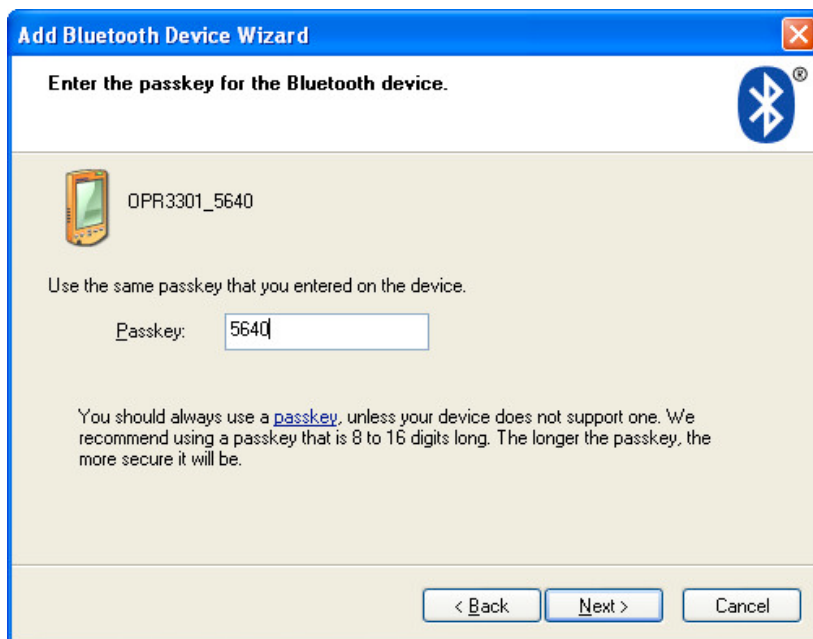 Add Bluetooth Device Wizard
Enter the passkey for the Bluetooth device.
®
OPR3301_5640
Use the same passkey that you entered on the device.
Passkey: 5640
You should always use a passkey, unless your device does not support one. We
recommend using a passkey that is 8 to 16 digits long. The longer the passkey, the
more secure it will be.
< Back Next > Cancel